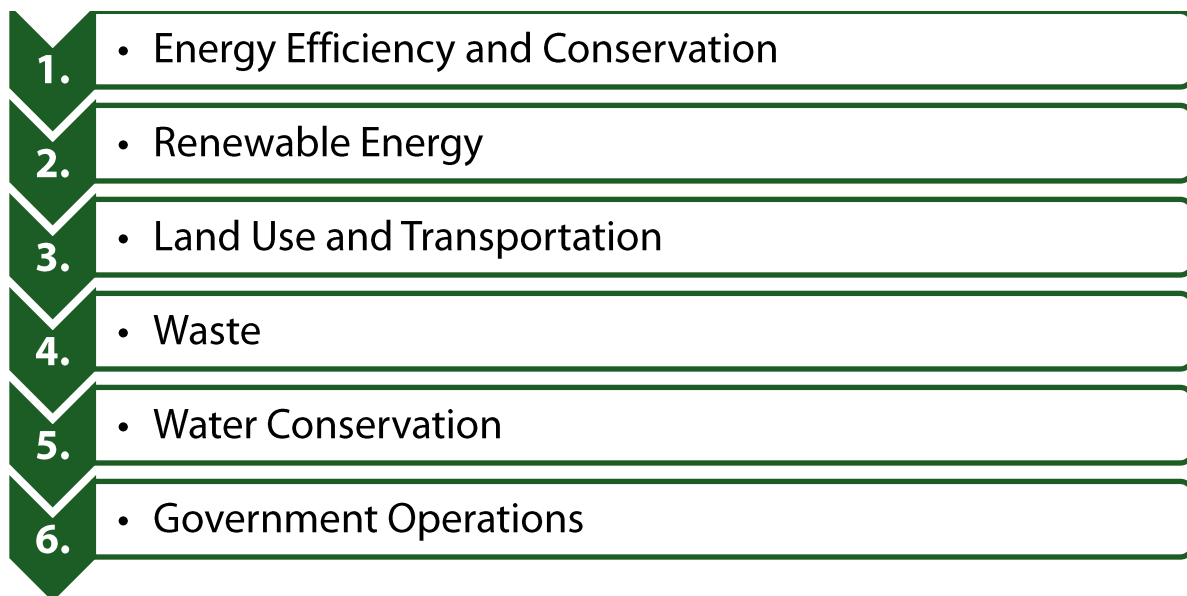 1. • Energy Efficiency and Conservation
2. • Renewable Energy
3. • Land Use and Transportation
4. • Waste
5. • Water Conservation
6. • Government Operations